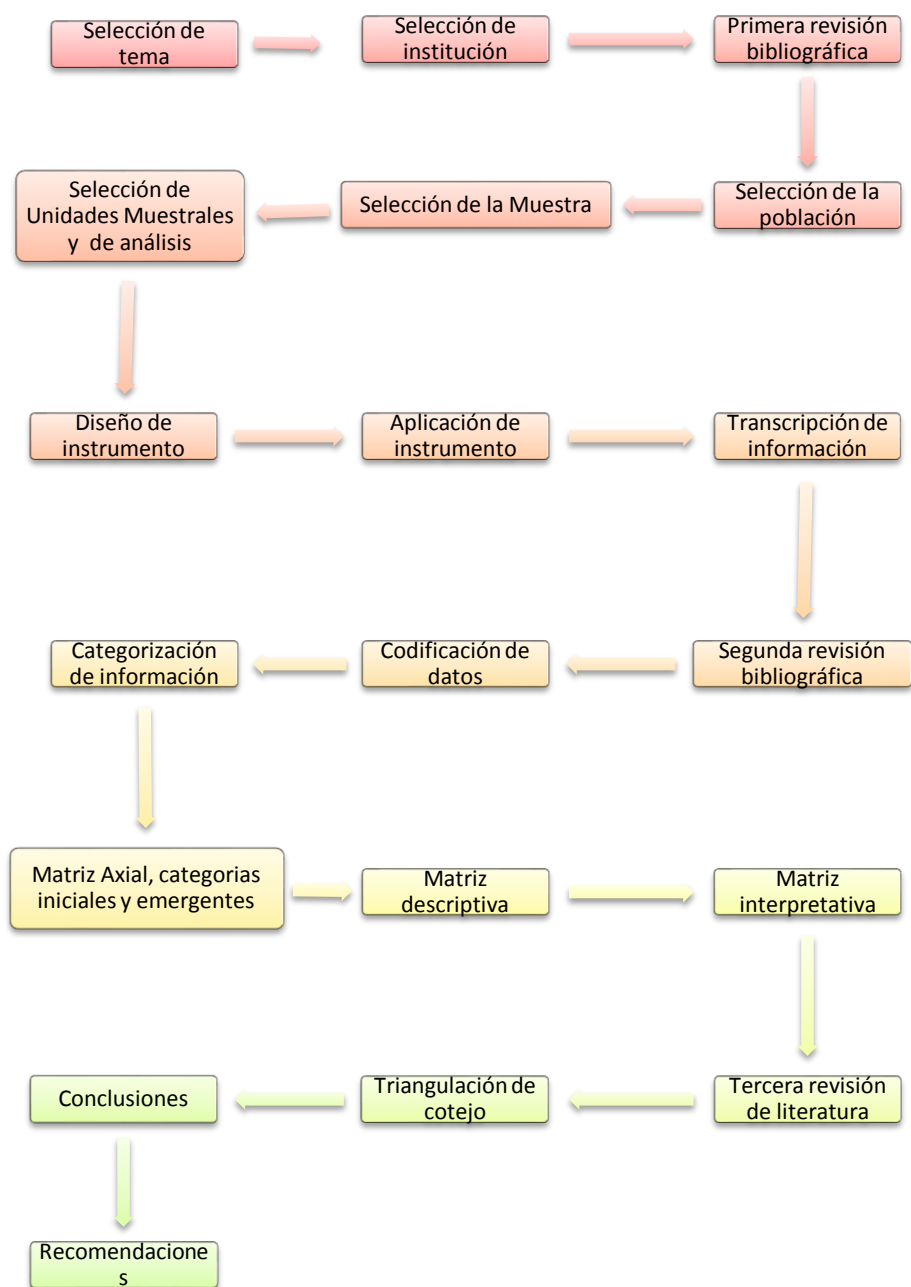 Selección de
tema
Selección de
institución
Primera revisión
bibliográfica
Selección de la
población
Selección de la Muestra
Selección de
Unidades Muestrales
y de análisis
Diseño de
instrumento
Aplicación de
instrumento
Transcripción de
información
Segunda revisión
bibliográfica
Codificación de
datos
Categorización
de información
Matriz Axial, categorias
iniciales y emergentes
Matriz
descriptiva
Matriz
interpretativa
Tercera revisión
de literatura
Triangulación de
cotejo
Conclusiones
Recomendacione
s